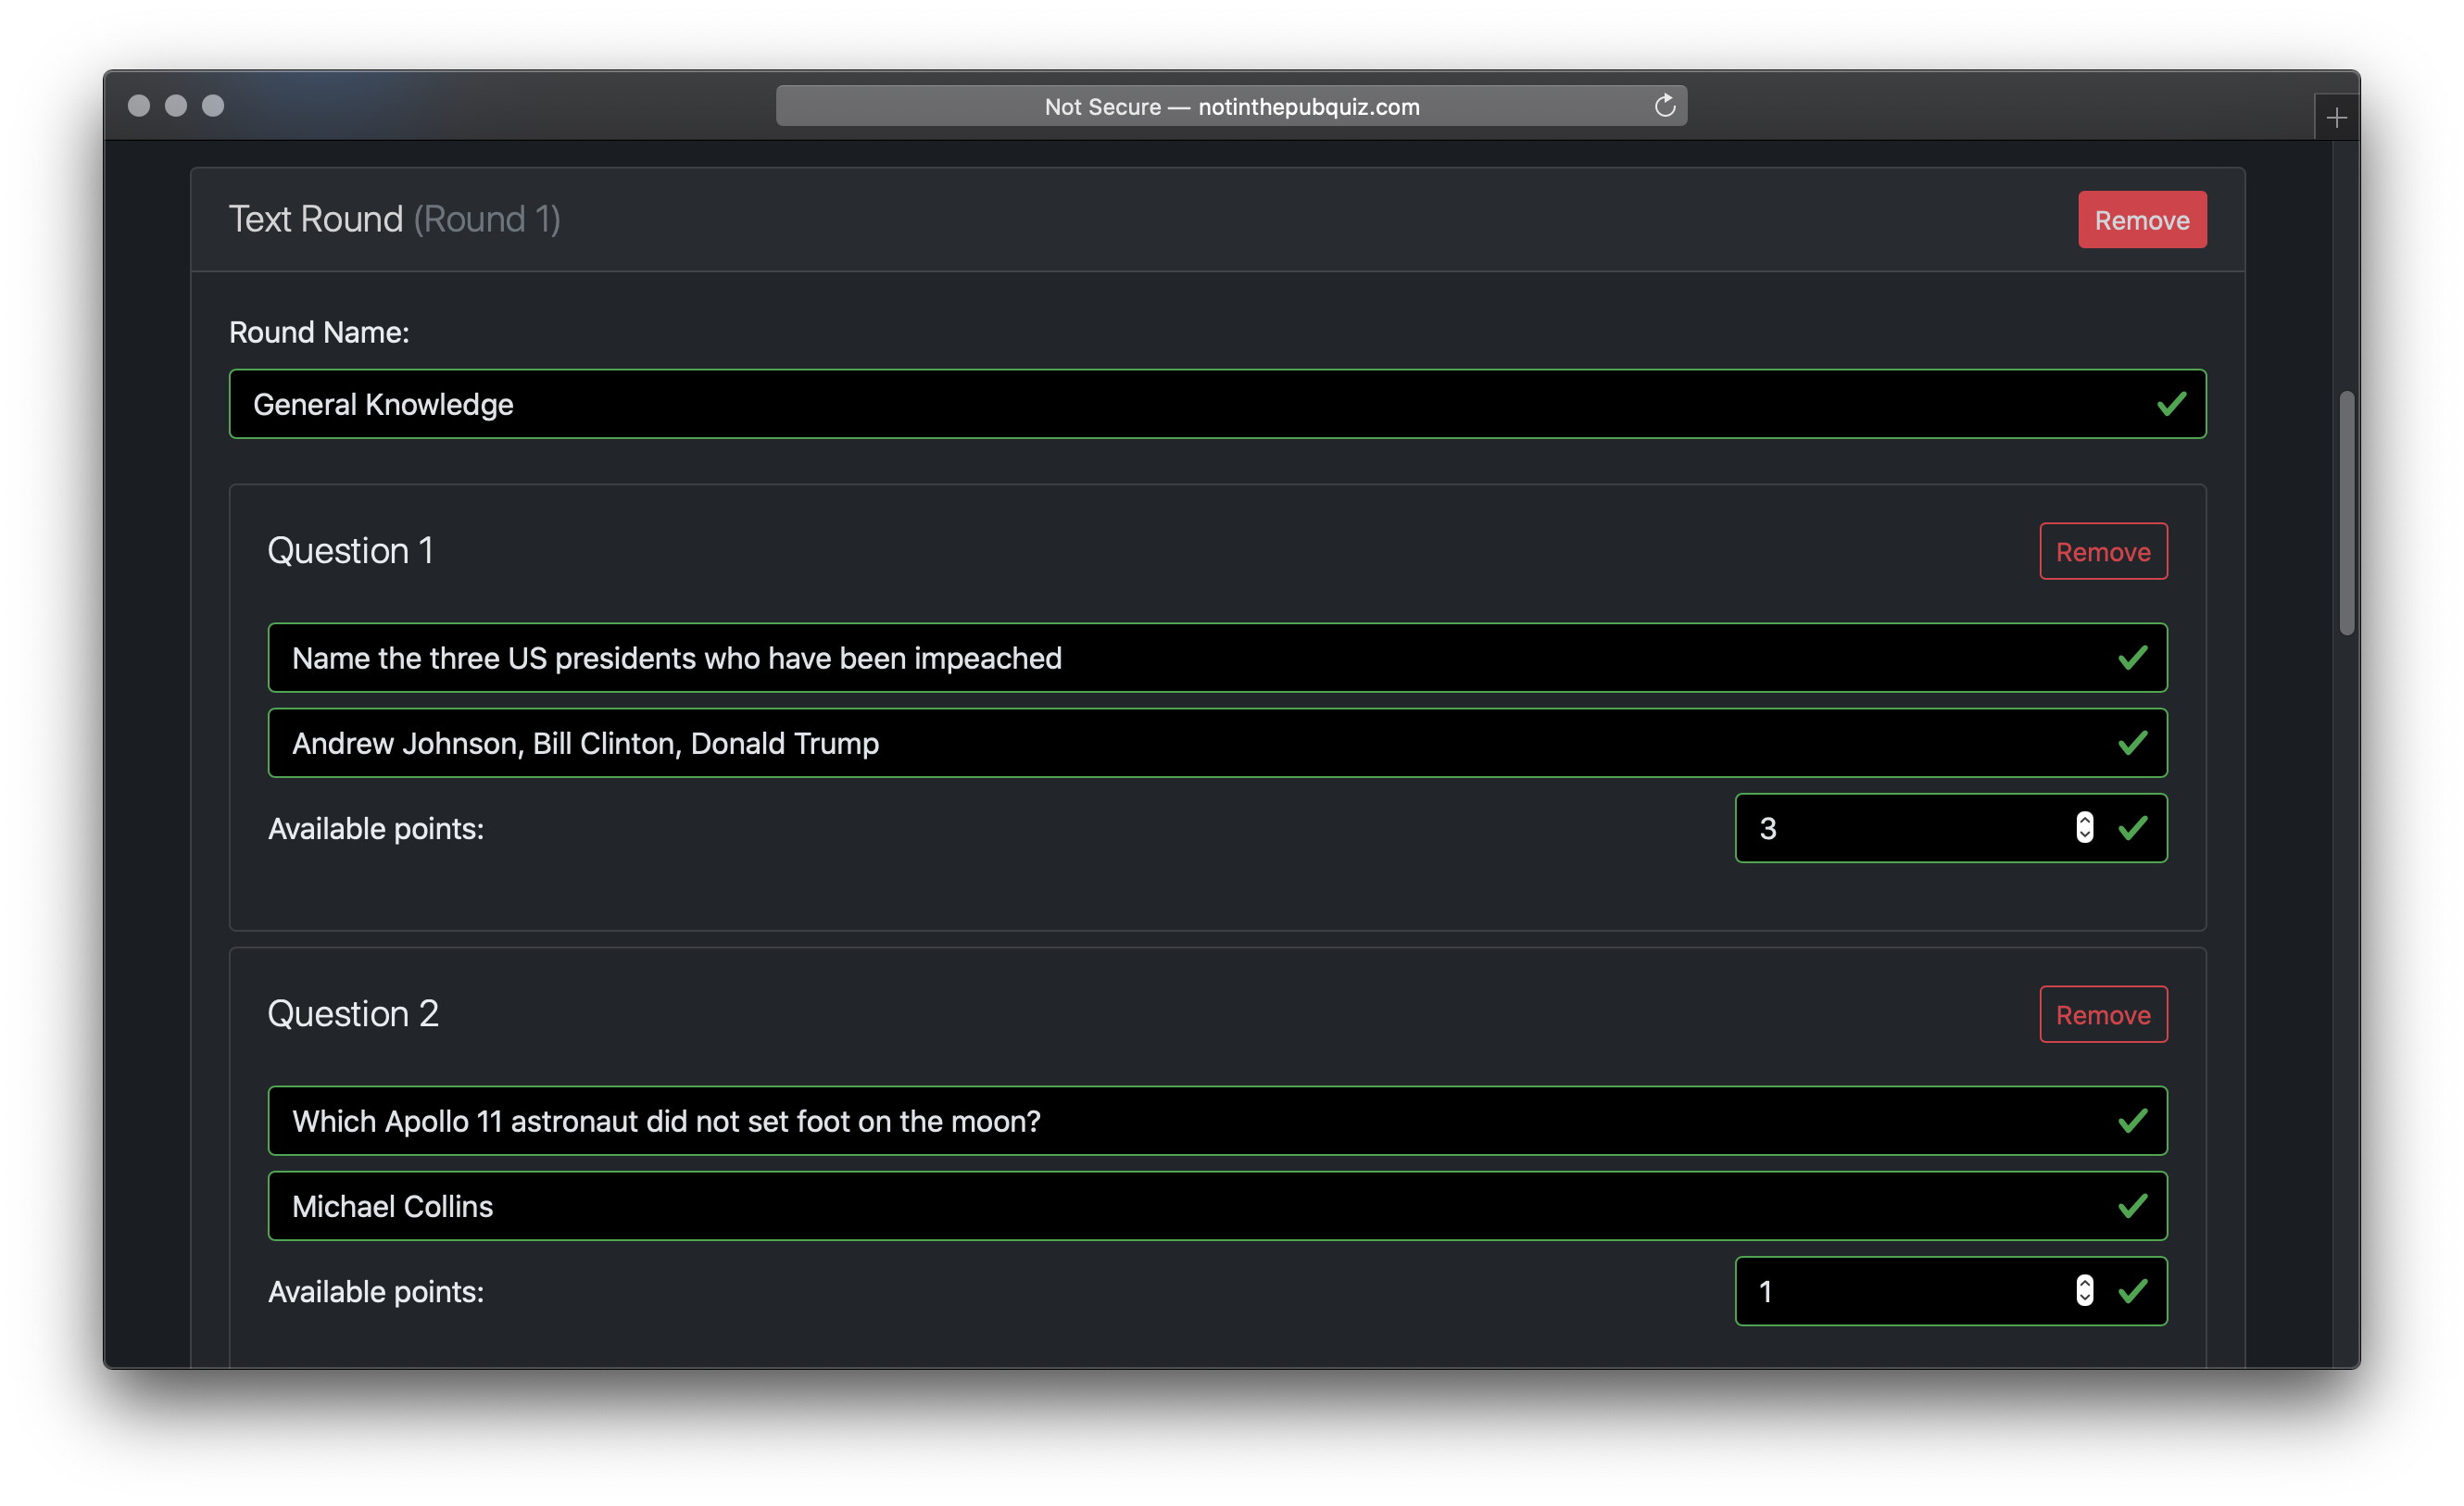 Not Secure — notinthepubquiz.com
Text Round (Round 1)
Remove
Round Name:
General Knowledge
Question 1
Remove
Name the three US presidents who have been impeached
Andrew Johnson, Bill Clinton, Donald Trump
Available points:
3
Question 2
Remove
Which Apollo 11 astronaut did not set foot on the moon?
Michael Collins
Available points:
1